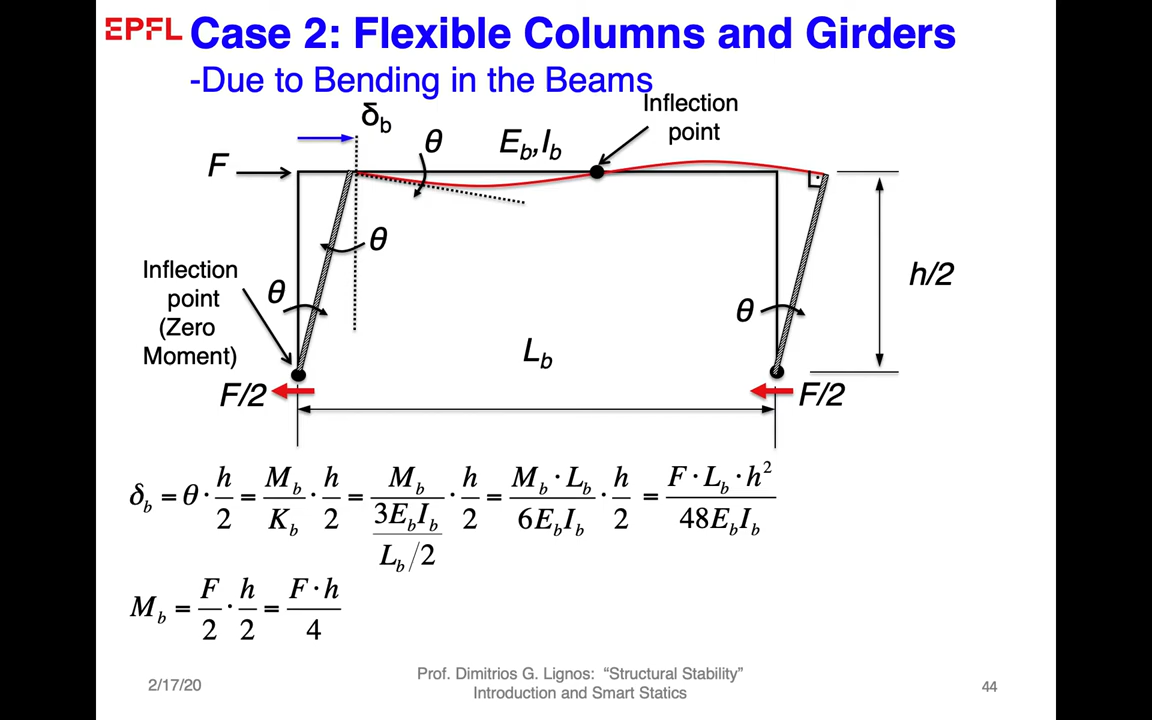 EPFL Case 2: Flexible Columns and Girders
-Due to Bending in the Beams
Inflection
point
δb
θ
Eb,Ib
F
θ
Inflection
point
(Zero
Moment)
θ
θ
h/2
Lb
F/2
F/2
δb = θ · h/2 = Mb/Kb · h/2 = Mb/(3EbIb/(Lb/2)) · h/2 = Mb · Lb/6EbIb · h/2 = F · Lb · h²/48EbIb
Mb = F/2 · h/2 = F · h/4
2/17/20
Prof. Dimitrios G. Lignos: “Structural Stability”
Introduction and Smart Statics
44